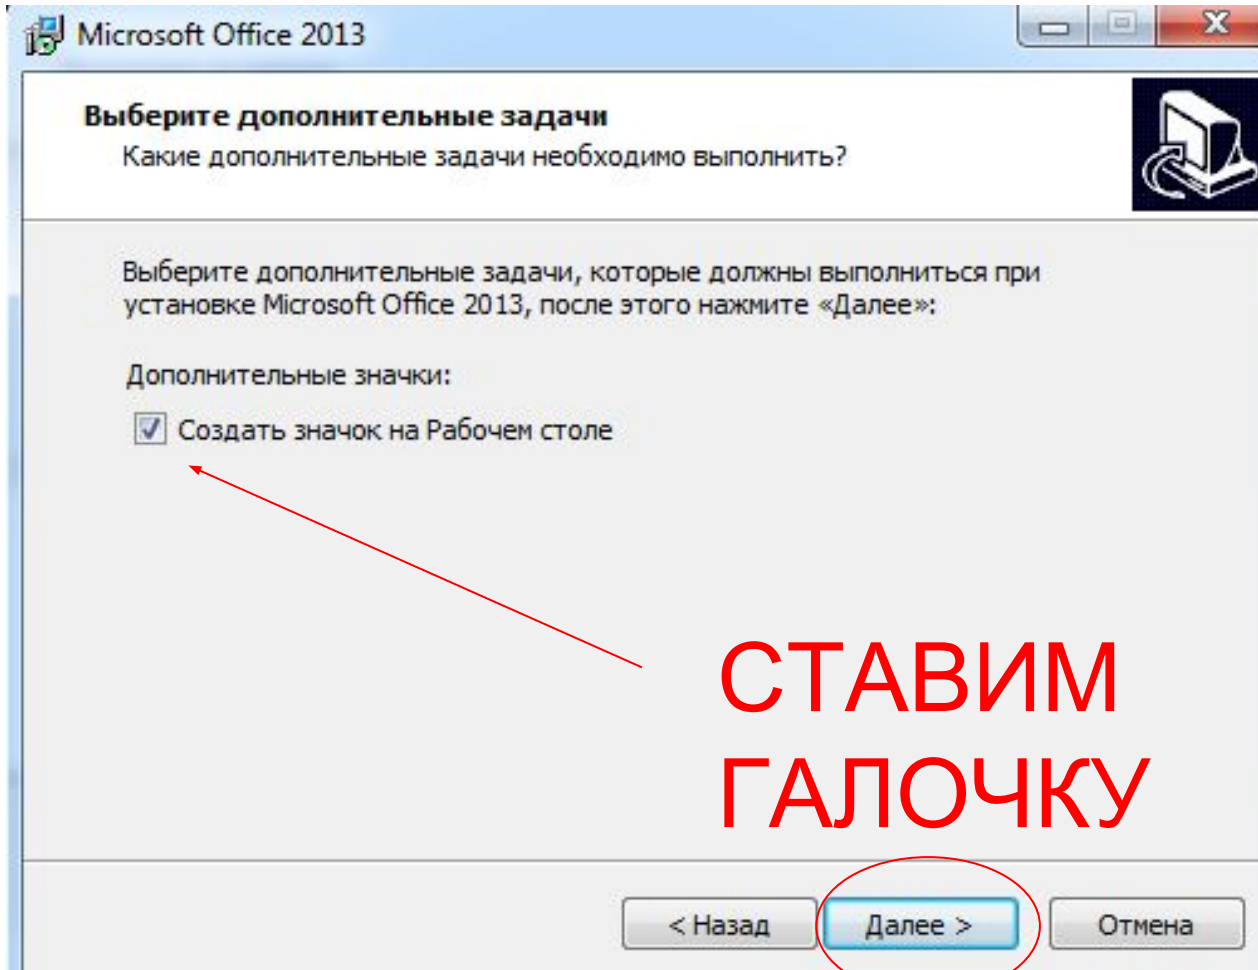 Microsoft Office 2013
Выберите дополнительные задачи
Какие дополнительные задачи необходимо выполнить?
Выберите дополнительные задачи, которые должны выполниться при
установке Microsoft Office 2013, после этого нажмите «Далее»:
Дополнительные значки:
Создать значок на Рабочем столе
СТАВИМ
ГАЛОЧКУ
< Назад
Далее >
Отмена